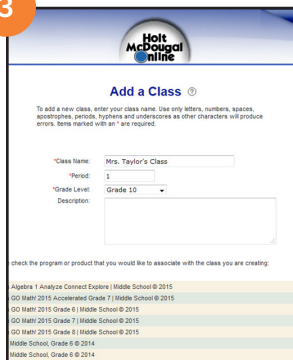 3
Holt
McDougal
Online
Add a Class ?
To add a new class, enter your class name. Use only letters, numbers, spaces,
apostrophes, periods, hyphens and underscores as other characters will produce
errors. Items marked with an * are required.
*Class Name: Mrs. Taylor's Class
*Period: 1
*Grade Level: Grade 10
Description:
check the program or product that you would like to associate with the class you are creating:
Algebra 1 Analyze Connect Explore | Middle School © 2015
GO Math! 2015 Accelerated Grade 7 | Middle School © 2015
GO Math! 2015 Grade 6 | Middle School © 2015
GO Math! 2015 Grade 7 | Middle School © 2015
GO Math! 2015 Grade 8 | Middle School © 2015
Middle School, Grade 6 © 2014
Middle School, Grade 6 © 2014